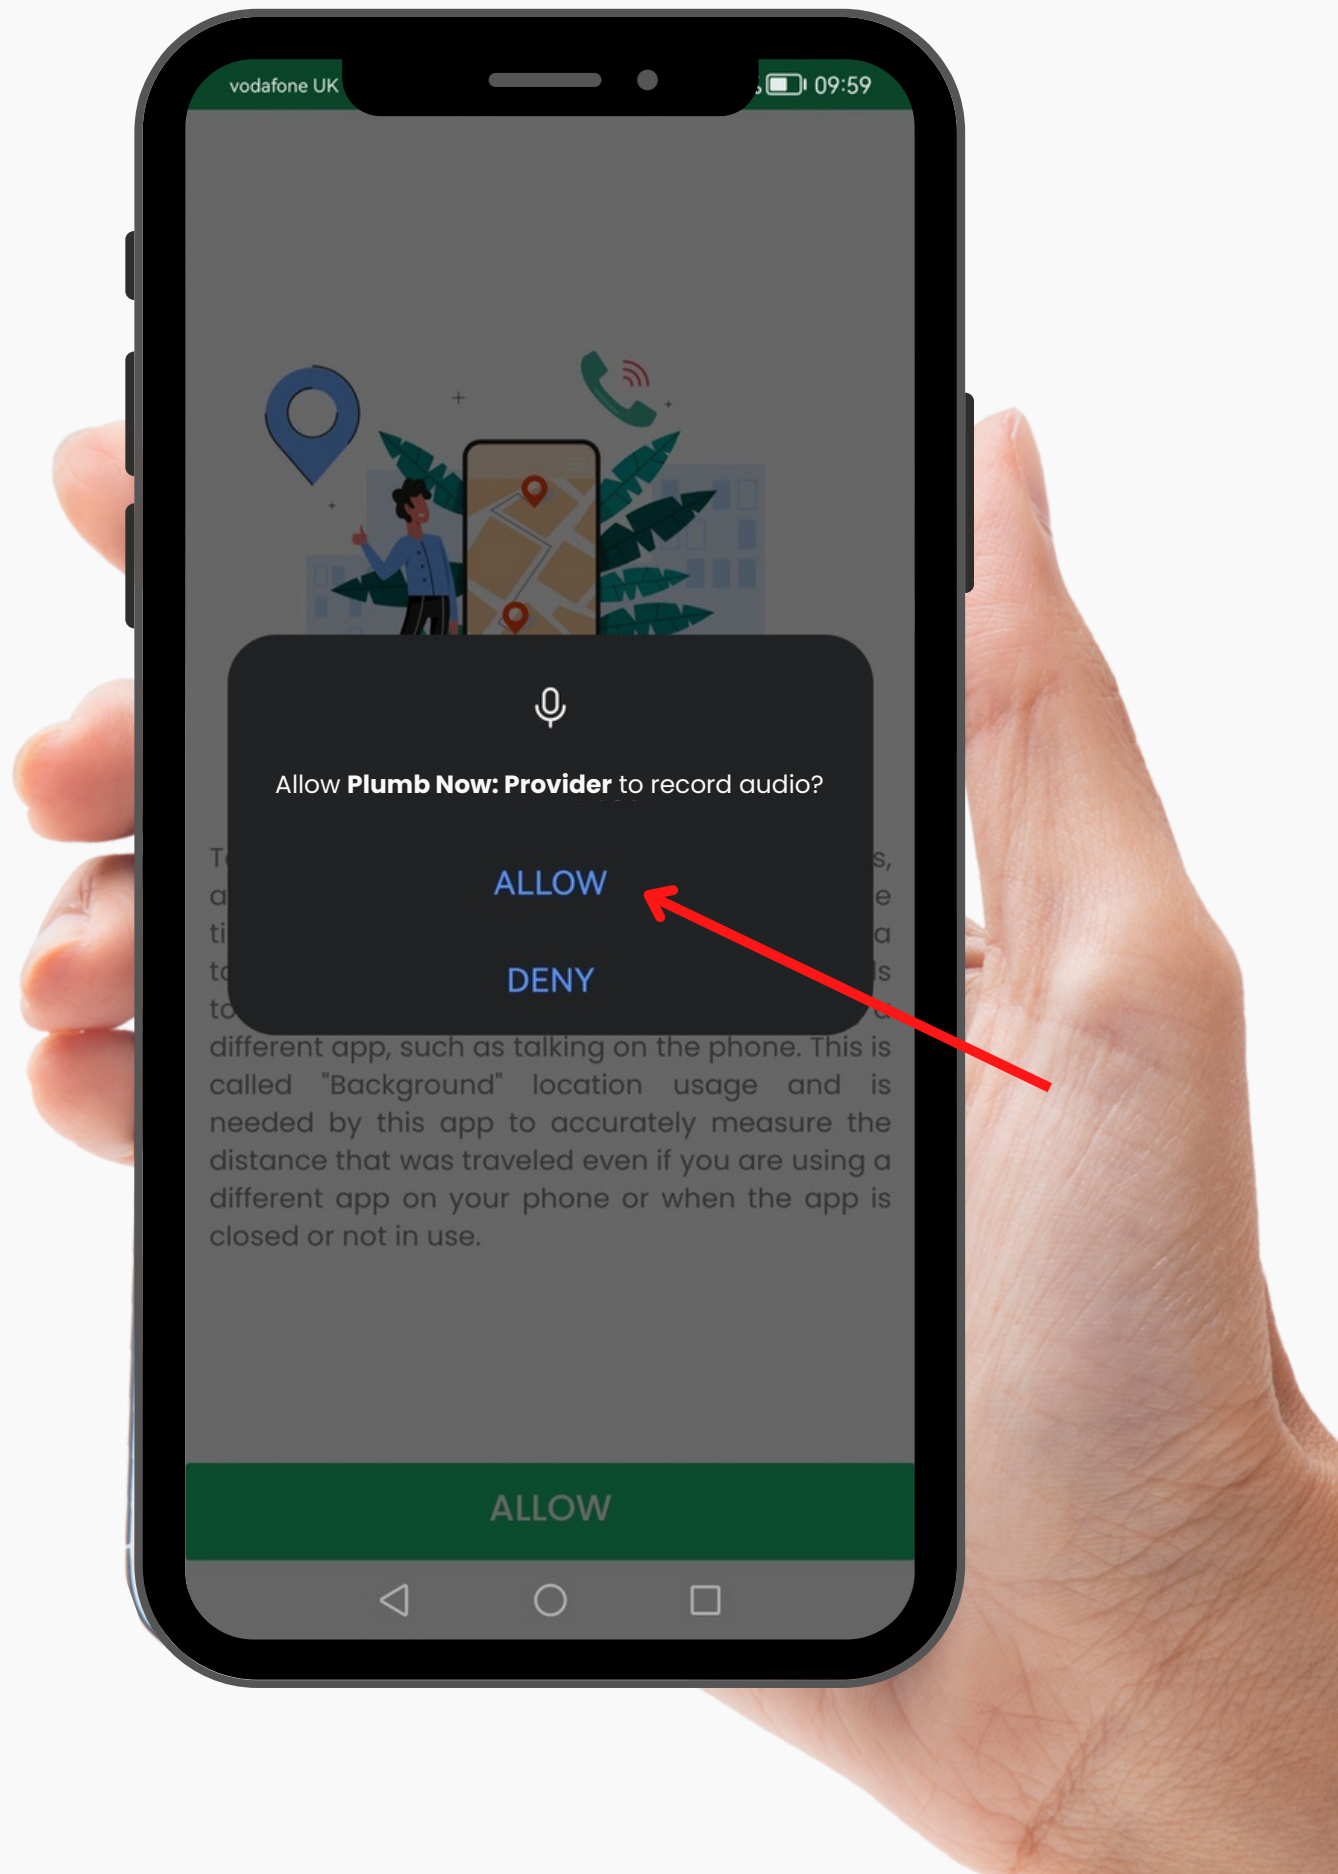 vodafone UK
09:59
Allow Plumb Now: Provider to record audio?
ALLOW
DENY
different app, such as talking on the phone. This is
called "Background" location usage and is
needed by this app to accurately measure the
distance that was traveled even if you are using a
different app on your phone or when the app is
closed or not in use.
ALLOW